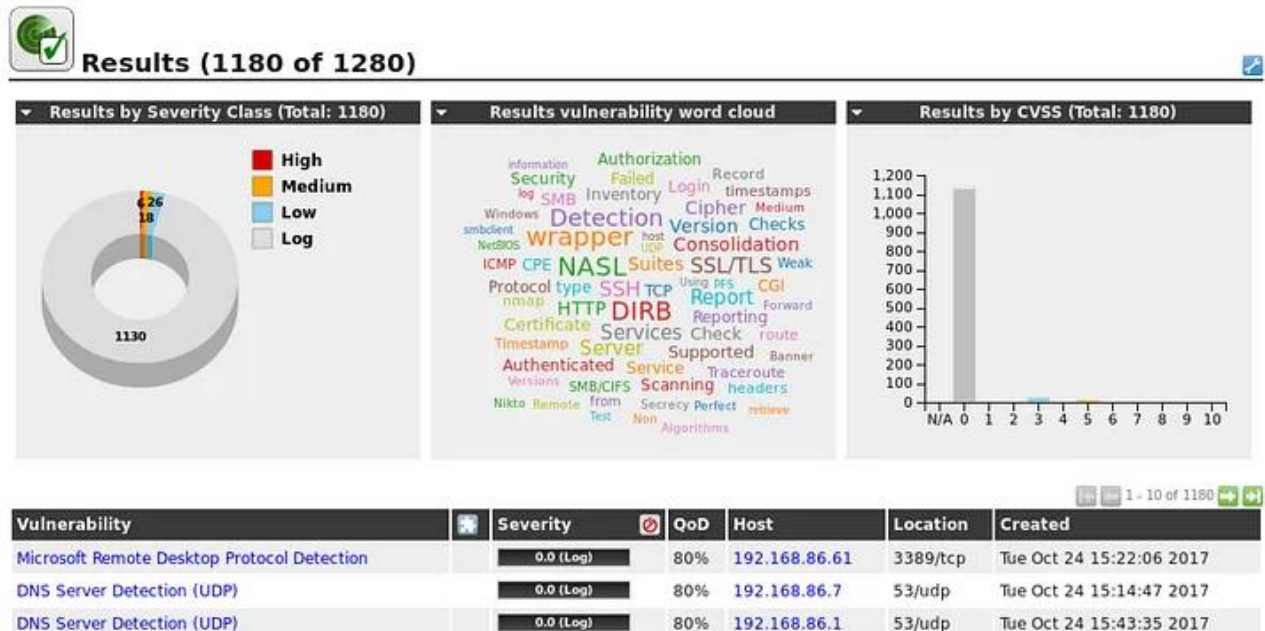 Results (1180 of 1280)
Results by Severity Class (Total: 1180)
High
Medium
Low
Log
6 26
18
1130
Results vulnerability word cloud
information Authorization
Security Failed Login Record
log SMB Inventory timestamps
Windows Detection Cipher Medium
smbclient Version Checks
NetBIOS wrapper host UDP Consolidation
ICMP CPE NASL Suites SSL/TLS Weak
Protocol type SSH TCP Using PFS CGI
nmap HTTP DIRB Report Forward
Reporting
Certificate Services Check route
Timestamp Server Supported Banner
Authenticated Service Traceroute
Versions SMB/CIFS Scanning headers
Nikto Remote from Secrecy Perfect retrieve
Test Non Algorithms
Results by CVSS (Total: 1180)
1,200
1,100
1,000
900
800
700
600
500
400
300
200
100
0
N/A 0 1 2 3 4 5 6 7 8 9 10
1 - 10 of 1180
Vulnerability Severity QoD Host Location Created
Microsoft Remote Desktop Protocol Detection 0.0 (Log) 80% 192.168.86.61 3389/tcp Tue Oct 24 15:22:06 2017
DNS Server Detection (UDP) 0.0 (Log) 80% 192.168.86.7 53/udp Tue Oct 24 15:14:47 2017
DNS Server Detection (UDP) 0.0 (Log) 80% 192.168.86.1 53/udp Tue Oct 24 15:43:35 2017